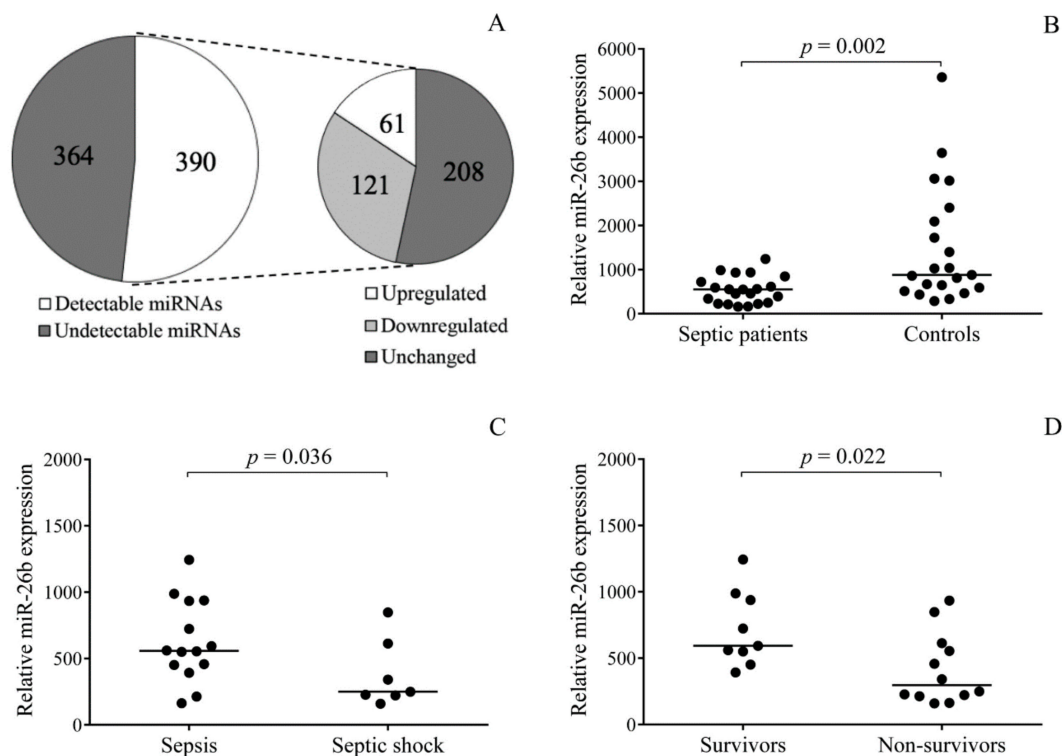 A
364
390
61
121
208
Detectable miRNAs
Undetectable miRNAs
Upregulated
Downregulated
Unchanged
B
p = 0.002
Relative miR-26b expression
6000
5000
4000
3000
2000
1000
0
Septic patients
Controls
C
p = 0.036
Relative miR-26b expression
2000
1500
1000
500
0
Sepsis
Septic shock
D
p = 0.022
Relative miR-26b expression
2000
1500
1000
500
0
Survivors
Non-survivors